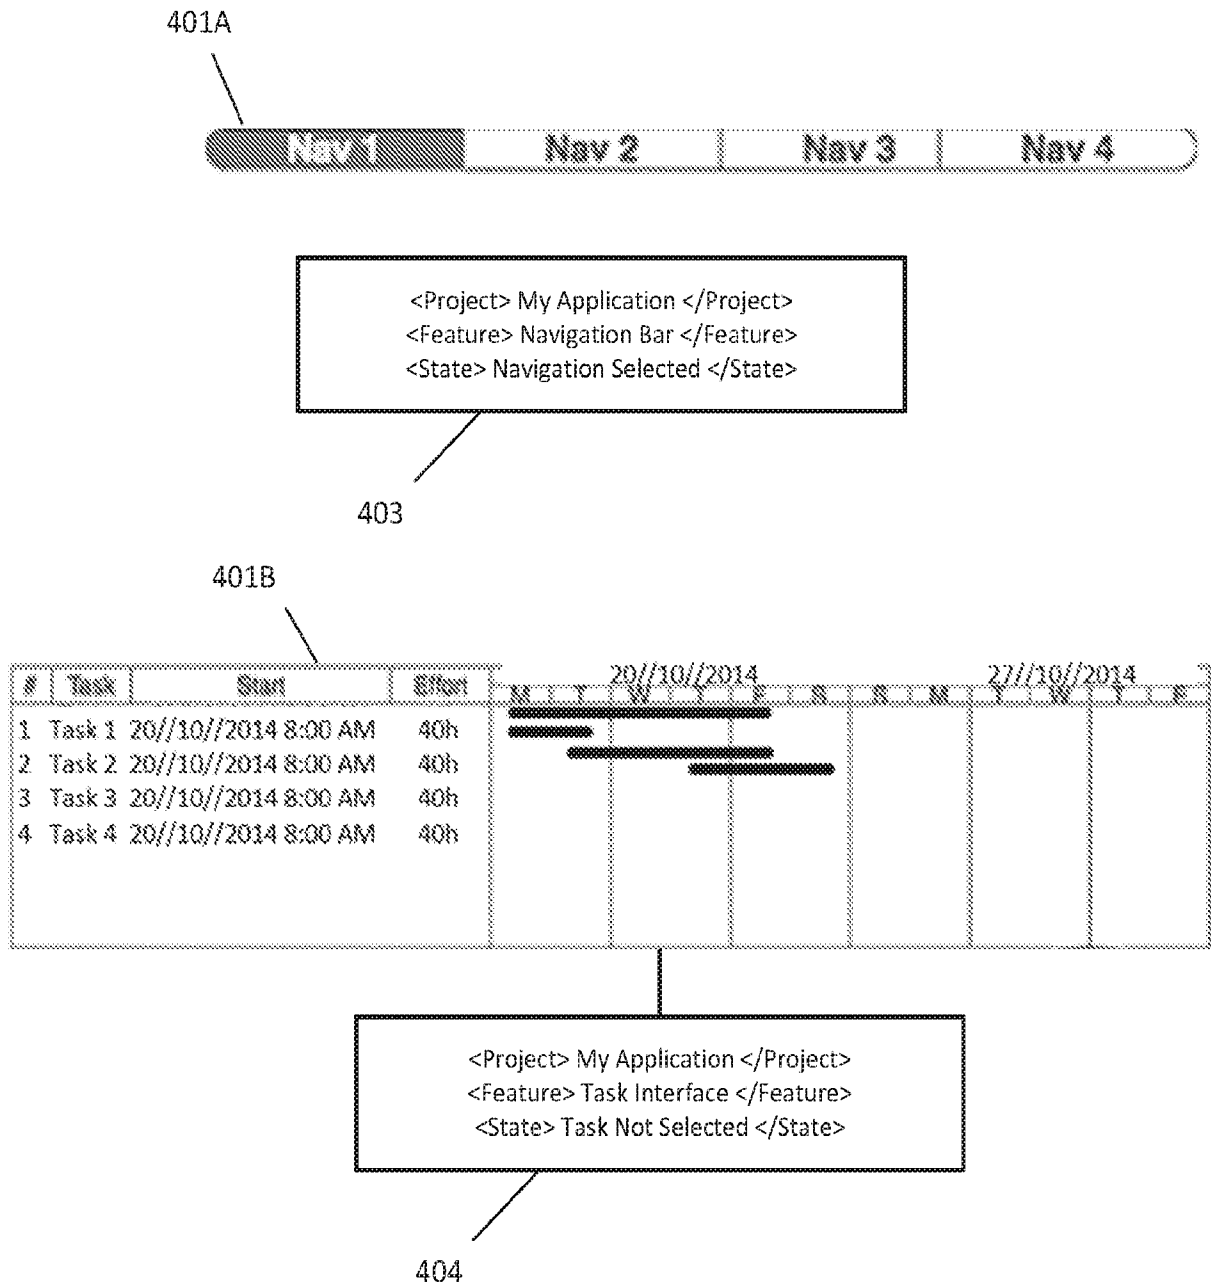 401A
Nav 1 Nav 2 Nav 3 Nav 4
<Project> My Application </Project>
<Feature> Navigation Bar </Feature>
<State> Navigation Selected </State>
403
401B
20//10//2014 27//10//2014
# Task Start Effort M T W T F S S M T W T F
1 Task 1 20//10//2014 8:00 AM 40h
2 Task 2 20//10//2014 8:00 AM 40h
3 Task 3 20//10//2014 8:00 AM 40h
4 Task 4 20//10//2014 8:00 AM 40h
<Project> My Application </Project>
<Feature> Task Interface </Feature>
<State> Task Not Selected </State>
404